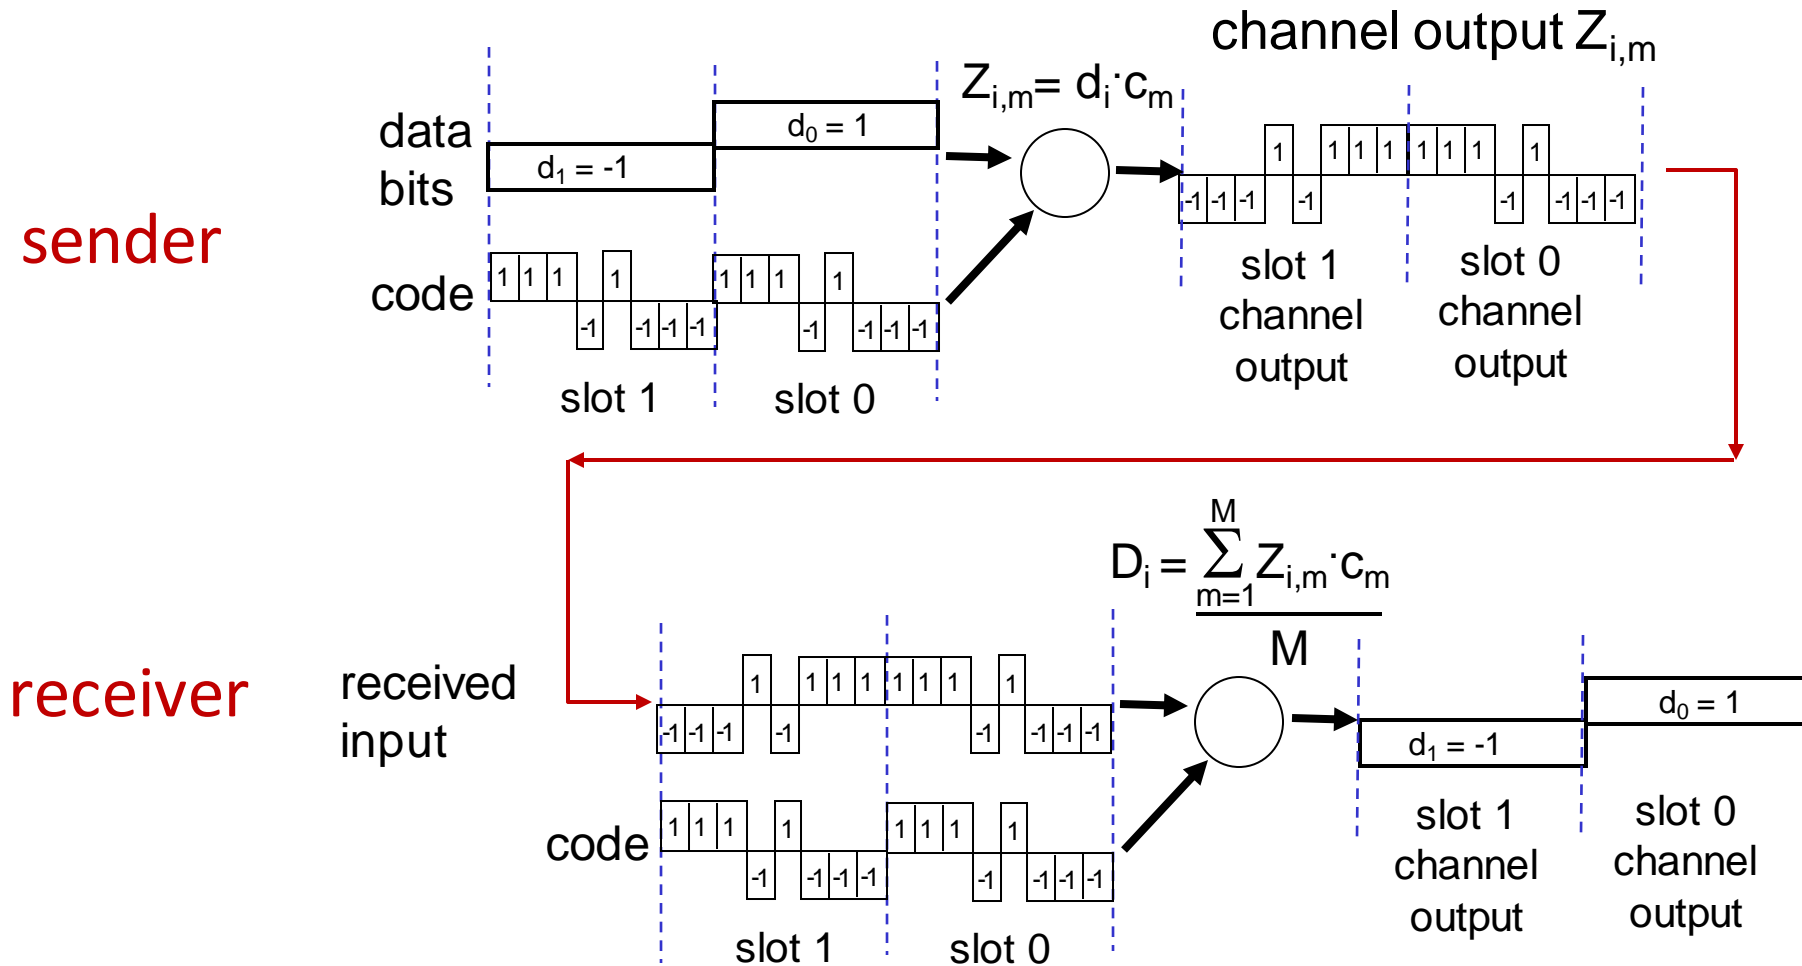 channel output Z_{i,m}
Z_{i,m} = d_i · c_m
sender
data bits
d_1 = -1
d_0 = 1
code
1 1 1 -1 1 -1 -1 -1
1 1 1 -1 1 -1 -1 -1
slot 1
slot 0
-1 -1 -1 1 -1 1 1 1
1 1 1 -1 1 -1 -1 -1
slot 1 channel output
slot 0 channel output
D_i = \sum_{m=1}^{M} Z_{i,m} · c_m
M
receiver
received input
-1 -1 -1 1 -1 1 1 1
1 1 1 -1 1 -1 -1 -1
code
1 1 1 -1 1 -1 -1 -1
1 1 1 -1 1 -1 -1 -1
slot 1
slot 0
d_1 = -1
d_0 = 1
slot 1 channel output
slot 0 channel output